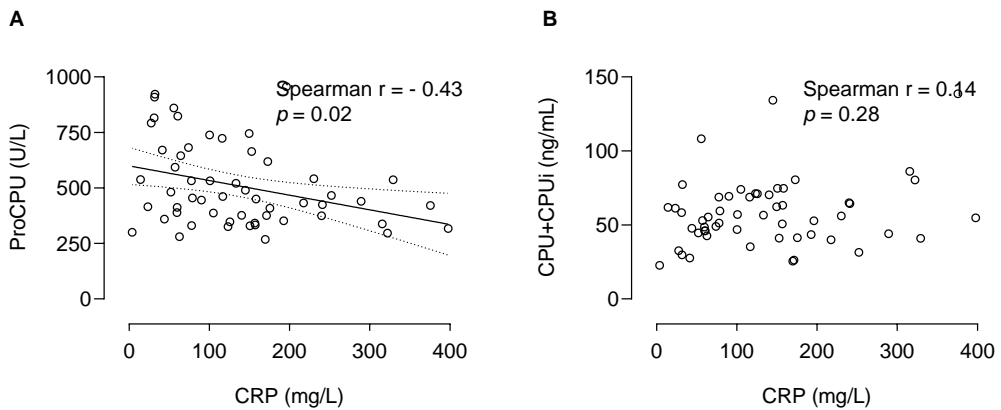 A
B
Spearman r = - 0.43
p = 0.02
ProCPU (U/L)
1000
750
500
250
0
0 100 200 300 400
CRP (mg/L)
Spearman r = 0.14
p = 0.28
CPU+CPUi (ng/mL)
150
100
50
0
0 100 200 300 400
CRP (mg/L)